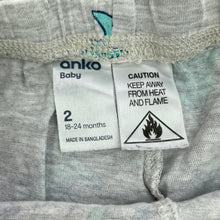 anko
Baby
2
18-24 months
MADE IN BANGLADESH
CAUTION
KEEP AWAY
FROM HEAT
AND FLAME